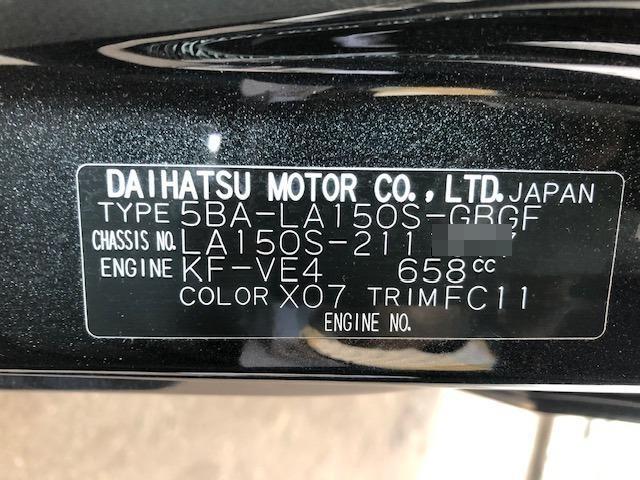 DAIHATSU MOTOR CO., LTD. JAPAN
TYPE 5BA-LA150S-GBGF
CHASSIS NO. LA150S-211
ENGINE KF-VE4 658cc
COLOR X07 TRIM FC11
ENGINE NO.